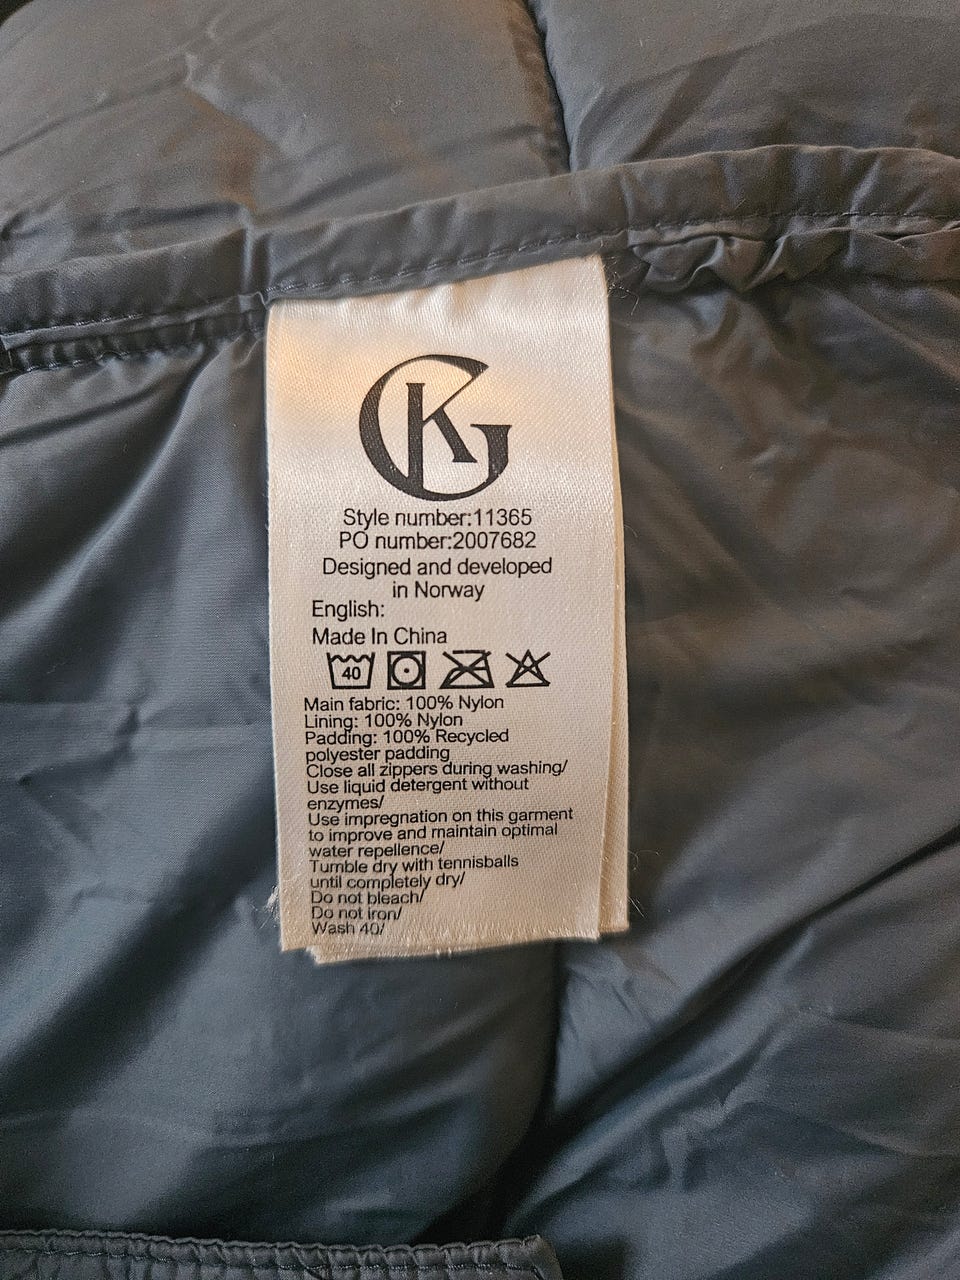 GK
Style number:11365
PO number:2007682
Designed and developed
in Norway
English:
Made In China
40
Main fabric: 100% Nylon
Lining: 100% Nylon
Padding: 100% Recycled
polyester padding
Close all zippers during washing/
Use liquid detergent without
enzymes/
Use impregnation on this garment
to improve and maintain optimal
water repellence/
Tumble dry with tennisballs
until completely dry/
Do not bleach/
Do not iron/
Wash 40/